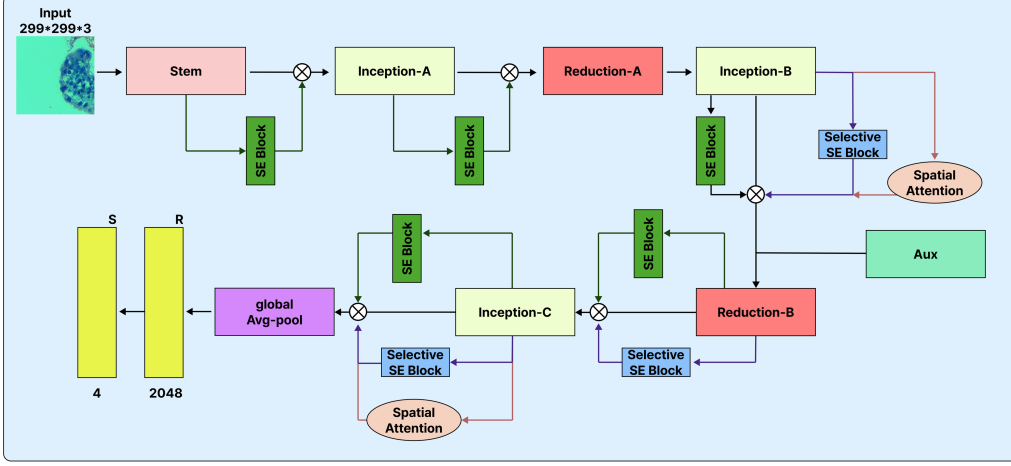 Input
299*299*3
Stem
SE Block
Inception-A
SE Block
Reduction-A
Inception-B
SE Block
Selective
SE Block
Spatial
Attention
Aux
S
R
4
2048
global
Avg-pool
SE Block
Inception-C
Selective
SE Block
Spatial
Attention
SE Block
Reduction-B
Selective
SE Block